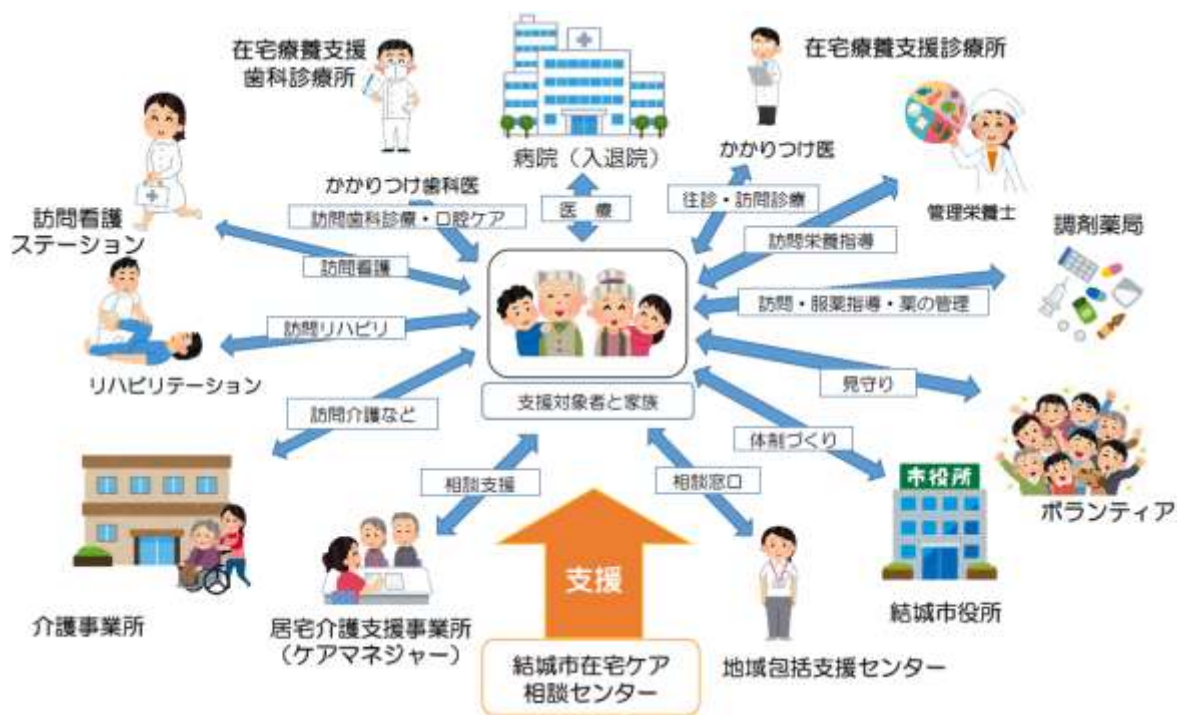 在宅療養支援
歯科診療所
在宅療養支援診療所
病院（入退院）
かかりつけ医
かかりつけ歯科医
管理栄養士
訪問看護
ステーション
調剤薬局
訪問歯科診療・口腔ケア
医 療
往診・訪問診療
訪問栄養指導
訪問看護
訪問・服薬指導・薬の管理
訪問リハビリ
リハビリテーション
見守り
支援対象者と家族
訪問介護など
体制づくり
相談支援
相談窓口
市役所
ボランティア
支援
介護事業所
居宅介護支援事業所
（ケアマネジャー）
結城市役所
地域包括支援センター
結城市在宅ケア
相談センター